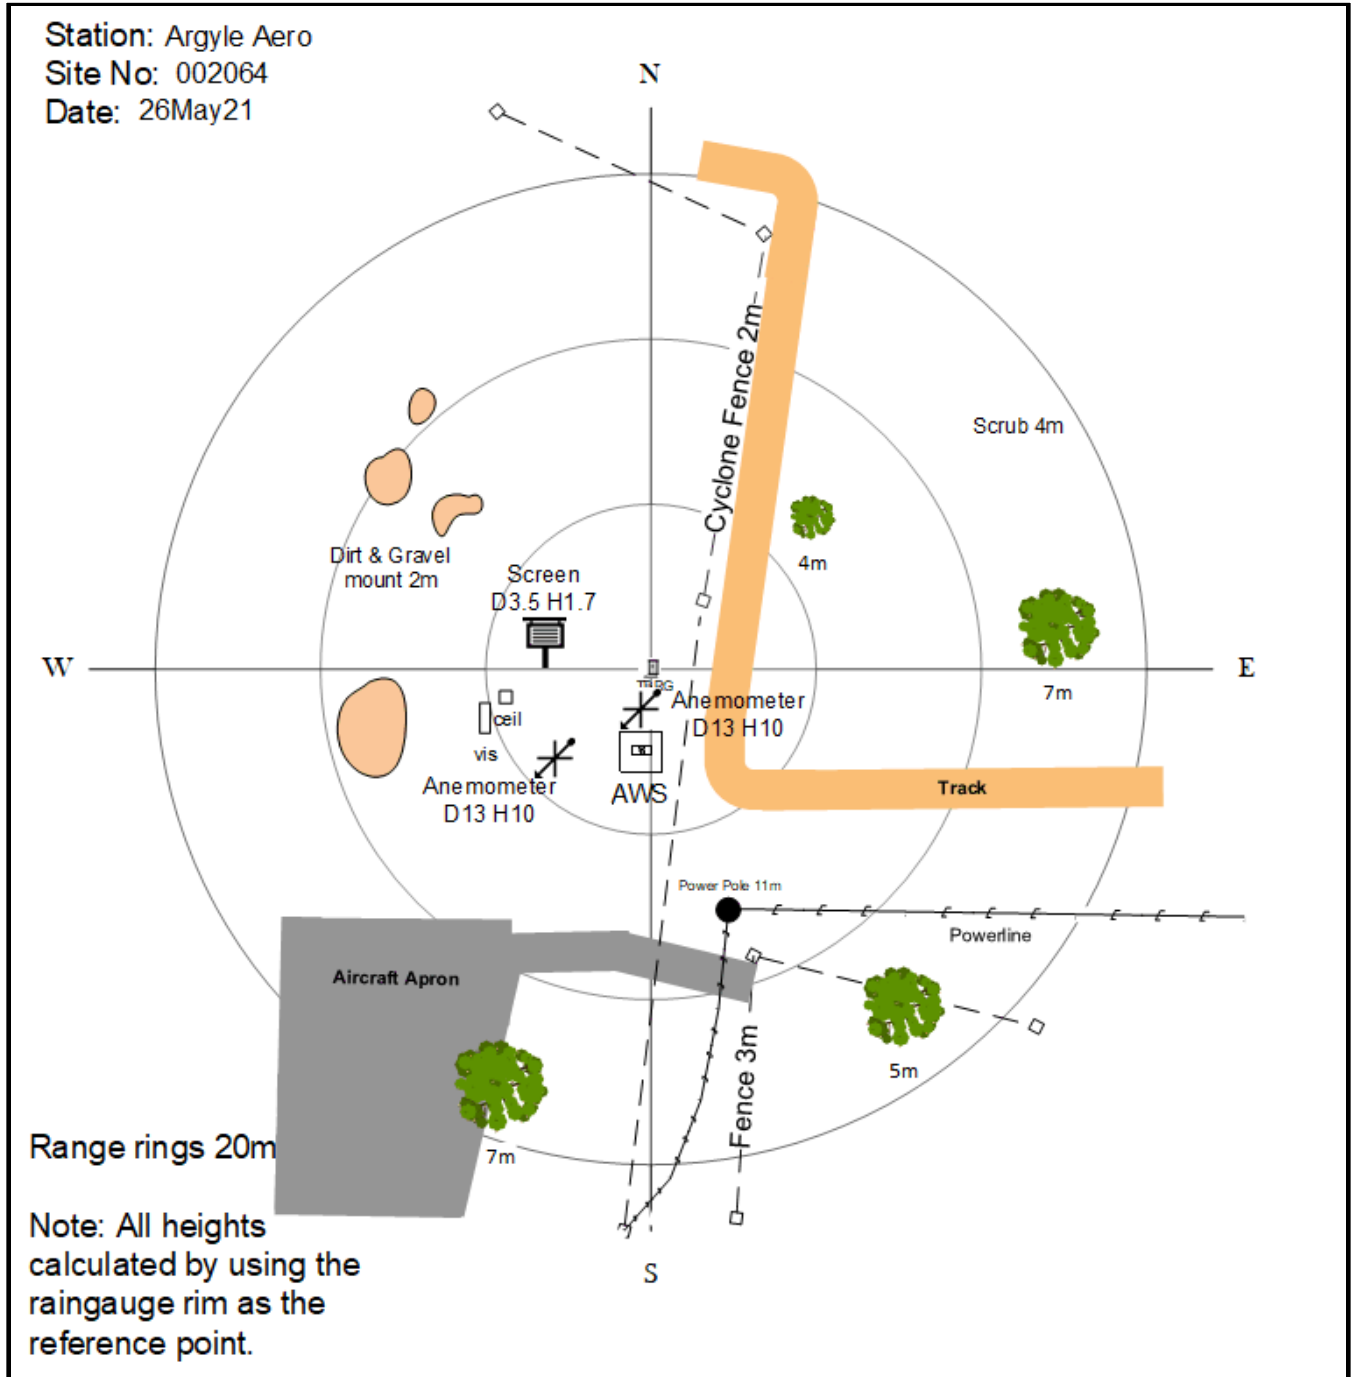 Station: Argyle Aero
Site No: 002064
Date: 26May21
N
Cyclone Fence 2m
Scrub 4m
Dirt & Gravel
mount 2m
4m
Screen
D3.5 H1.7
W
E
7m
Anemometer
D13 H10
ceil
vis
Anemometer
D13 H10
AWS
Track
Power Pole 11m
Powerline
Aircraft Apron
Fence 3m
5m
7m
Range rings 20m
Note: All heights
calculated by using the
raingauge rim as the
reference point.
S